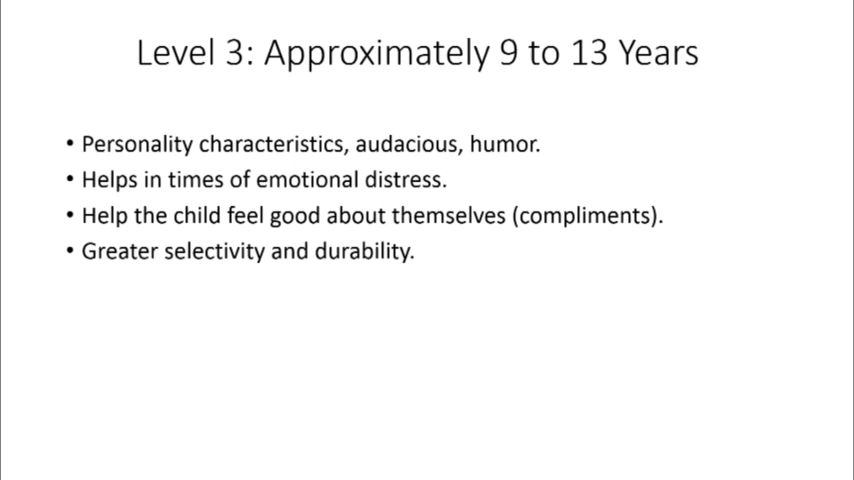 Level 3: Approximately 9 to 13 Years
• Personality characteristics, audacious, humor.
• Helps in times of emotional distress.
• Help the child feel good about themselves (compliments).
• Greater selectivity and durability.